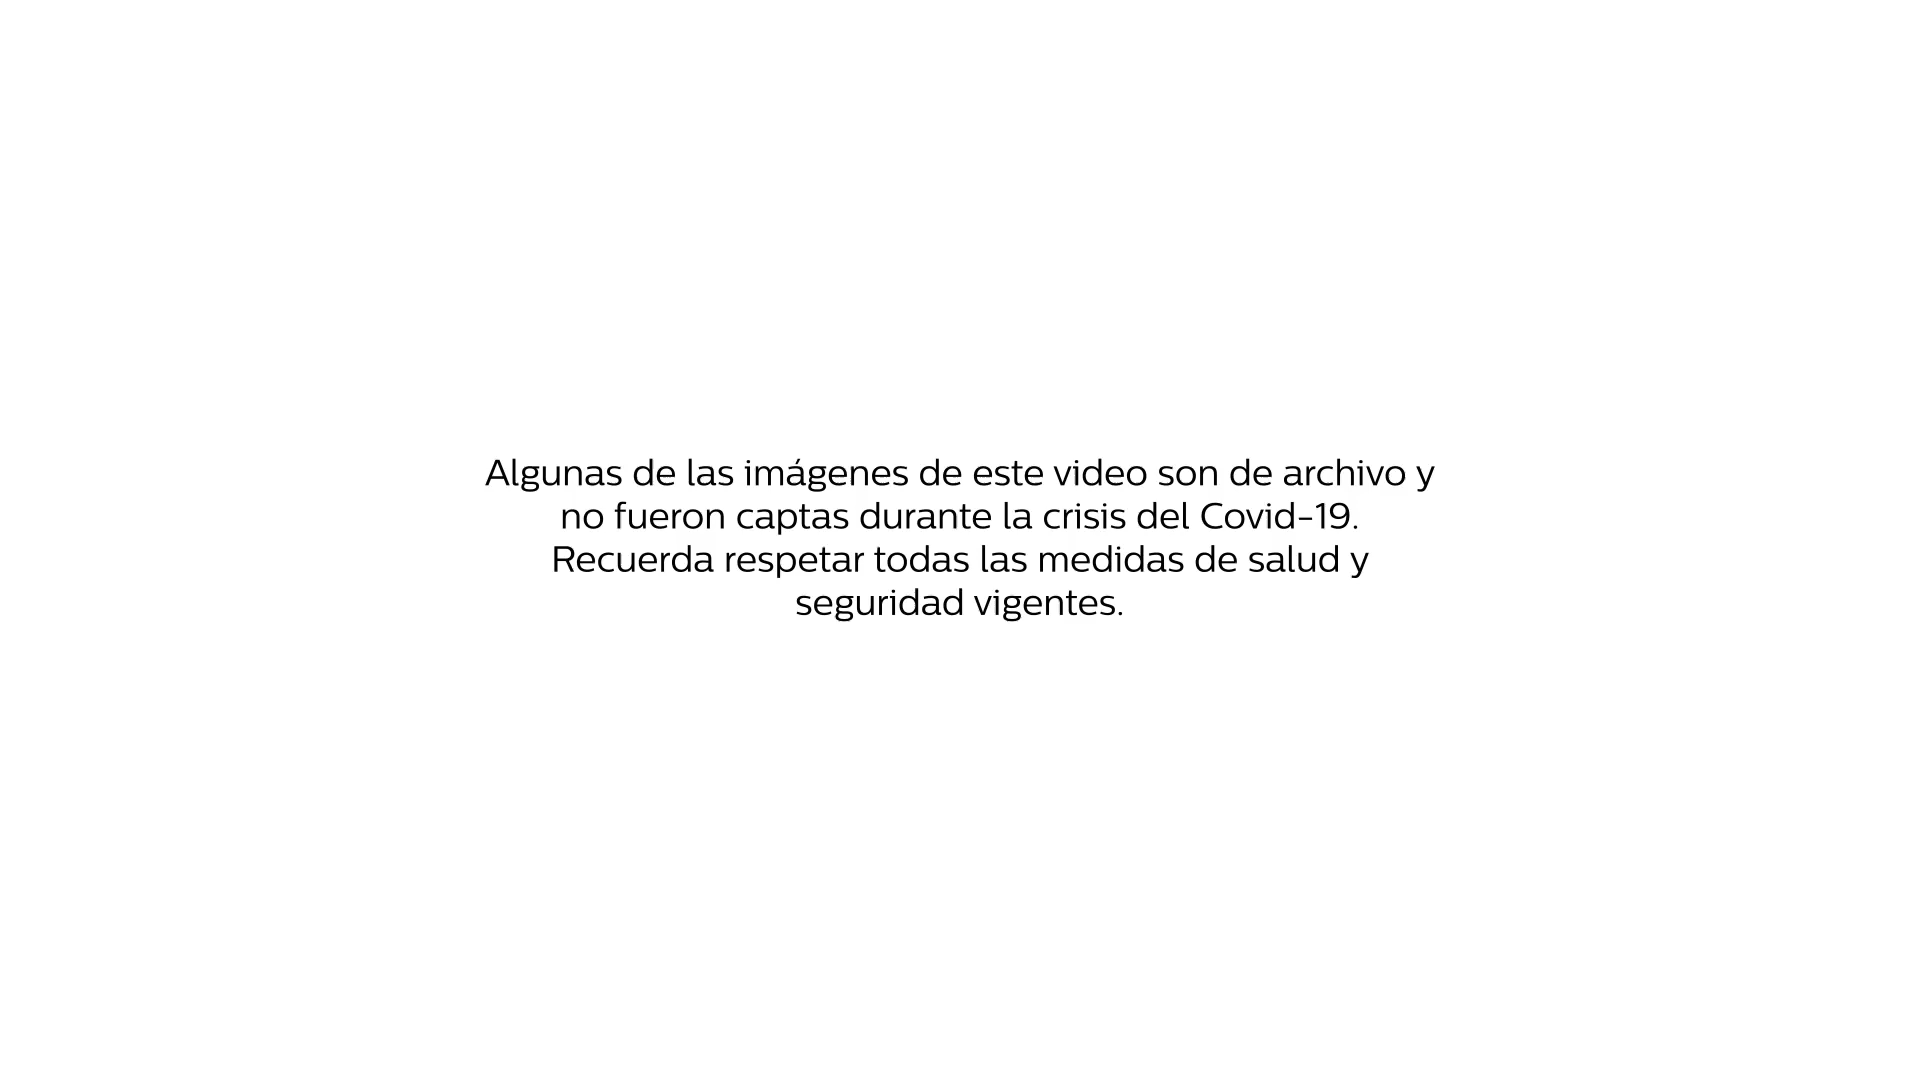 Algunas de las imágenes de este video son de archivo y
no fueron captas durante la crisis del Covid-19.
Recuerda respetar todas las medidas de salud y
seguridad vigentes.